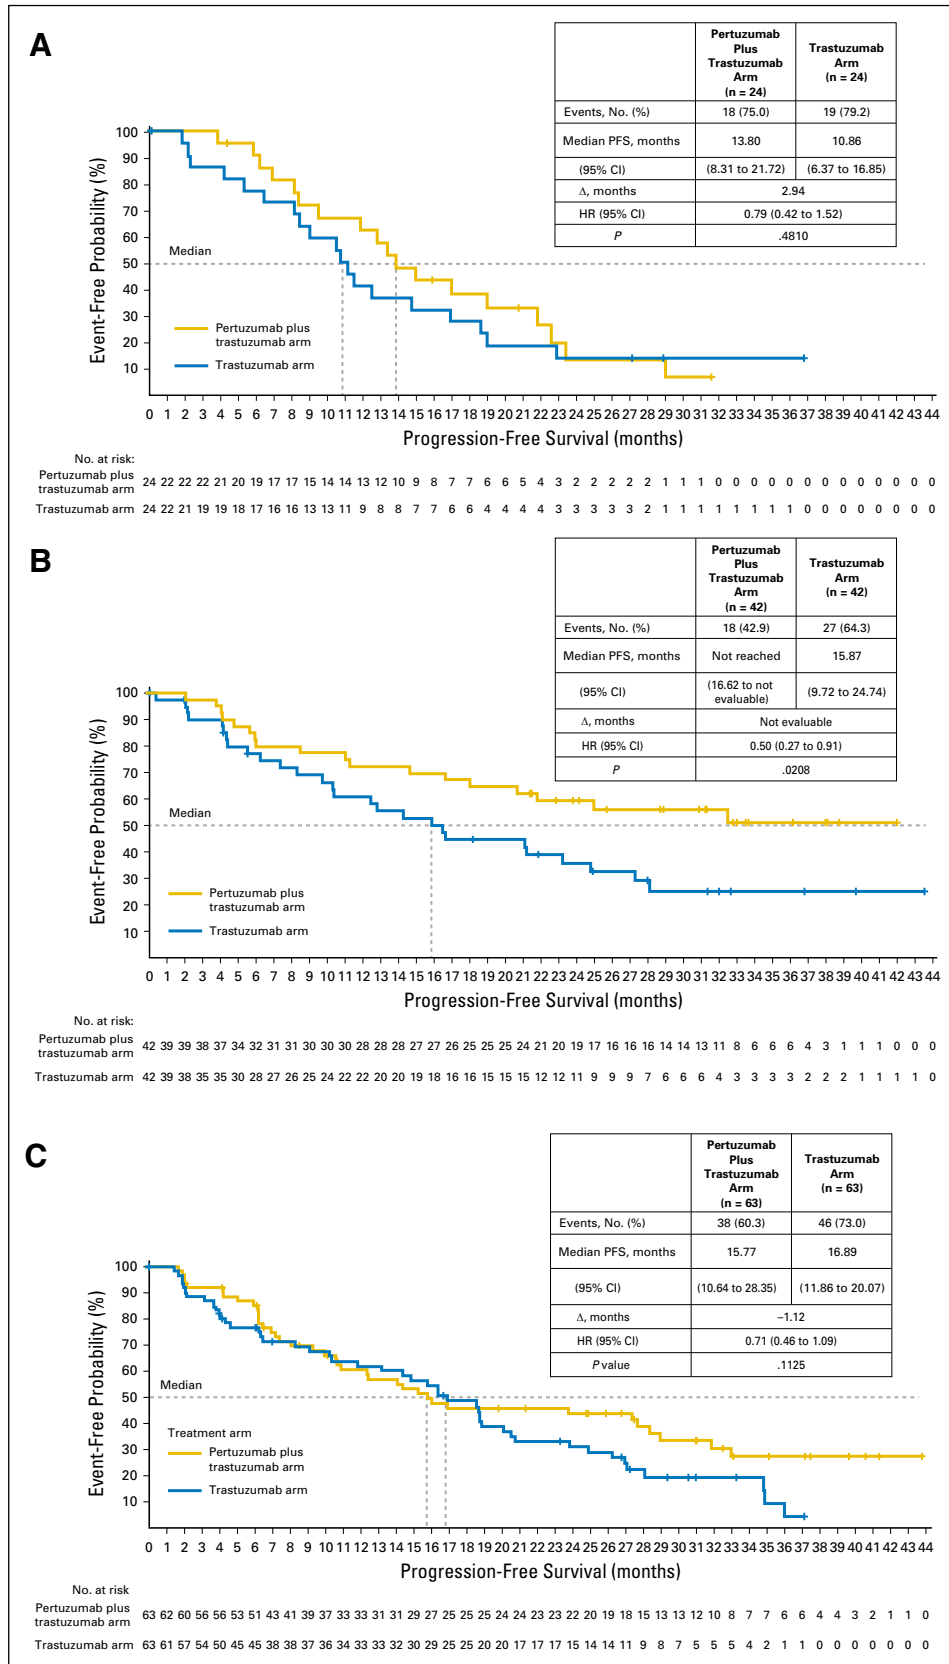 A
Pertuzumab
Plus
Trastuzumab
Arm
(n = 24)
Trastuzumab
Arm
(n = 24)
Events, No. (%) 18 (75.0) 19 (79.2)
Median PFS, months 13.80 10.86
(95% CI) (8.31 to 21.72) (6.37 to 16.85)
Δ, months 2.94
HR (95% CI) 0.79 (0.42 to 1.52)
P .4810
Event-Free Probability (%)
100
90
80
70
60
50
40
30
20
10
Median
Pertuzumab plus
trastuzumab arm
Trastuzumab arm
0 1 2 3 4 5 6 7 8 9 10 11 12 13 14 15 16 17 18 19 20 21 22 23 24 25 26 27 28 29 30 31 32 33 34 35 36 37 38 39 40 41 42 43 44
Progression-Free Survival (months)
No. at risk:
Pertuzumab plus
trastuzumab arm 24 22 22 22 21 20 19 17 17 15 14 14 13 12 10 9 8 7 7 6 6 5 4 3 2 2 2 2 2 1 1 1 0 0 0 0 0 0 0 0 0 0 0 0 0
Trastuzumab arm 24 22 21 19 19 18 17 16 16 13 13 11 9 8 8 7 7 6 6 4 4 4 4 3 3 3 3 3 2 1 1 1 1 1 1 1 1 0 0 0 0 0 0 0 0
B
Pertuzumab
Plus
Trastuzumab
Arm
(n = 42)
Trastuzumab
Arm
(n = 42)
Events, No. (%) 18 (42.9) 27 (64.3)
Median PFS, months Not reached 15.87
(95% CI) (16.62 to not evaluable) (9.72 to 24.74)
Δ, months Not evaluable
HR (95% CI) 0.50 (0.27 to 0.91)
P .0208
Event-Free Probability (%)
100
90
80
70
60
50
40
30
20
10
Median
Pertuzumab plus
trastuzumab arm
Trastuzumab arm
0 1 2 3 4 5 6 7 8 9 10 11 12 13 14 15 16 17 18 19 20 21 22 23 24 25 26 27 28 29 30 31 32 33 34 35 36 37 38 39 40 41 42 43 44
Progression-Free Survival (months)
No. at risk:
Pertuzumab plus
trastuzumab arm 42 39 39 38 37 34 32 31 31 30 30 30 28 28 28 27 27 26 25 25 25 24 21 20 19 17 16 16 16 14 14 13 11 8 6 6 6 4 3 1 1 1 0 0 0
Trastuzumab arm 42 39 38 35 35 30 28 27 26 25 24 22 22 20 20 19 18 16 16 15 15 15 12 12 11 9 9 9 7 6 6 6 4 3 3 3 3 2 2 2 1 1 1 1 0
C
Pertuzumab
Plus
Trastuzumab
Arm
(n = 63)
Trastuzumab
Arm
(n = 63)
Events, No. (%) 38 (60.3) 46 (73.0)
Median PFS, months 15.77 16.89
(95% CI) (10.64 to 28.35) (11.86 to 20.07)
Δ, months −1.12
HR (95% CI) 0.71 (0.46 to 1.09)
P value .1125
Event-Free Probability (%)
100
90
80
70
60
50
40
30
20
10
Median
Treatment arm
Pertuzumab plus
trastuzumab arm
Trastuzumab arm
0 1 2 3 4 5 6 7 8 9 10 11 12 13 14 15 16 17 18 19 20 21 22 23 24 25 26 27 28 29 30 31 32 33 34 35 36 37 38 39 40 41 42 43 44
Progression-Free Survival (months)
No. at risk
Pertuzumab plus
trastuzumab arm 63 62 60 56 56 53 51 43 41 39 37 33 33 31 31 29 27 25 25 25 24 24 23 23 22 20 19 18 15 13 13 12 10 8 7 7 6 6 4 4 3 2 1 1 0
Trastuzumab arm 63 61 57 54 50 45 45 38 38 37 36 34 33 33 32 30 29 25 25 20 20 17 17 17 15 14 14 11 9 8 7 5 5 5 4 2 1 1 0 0 0 0 0 0 0